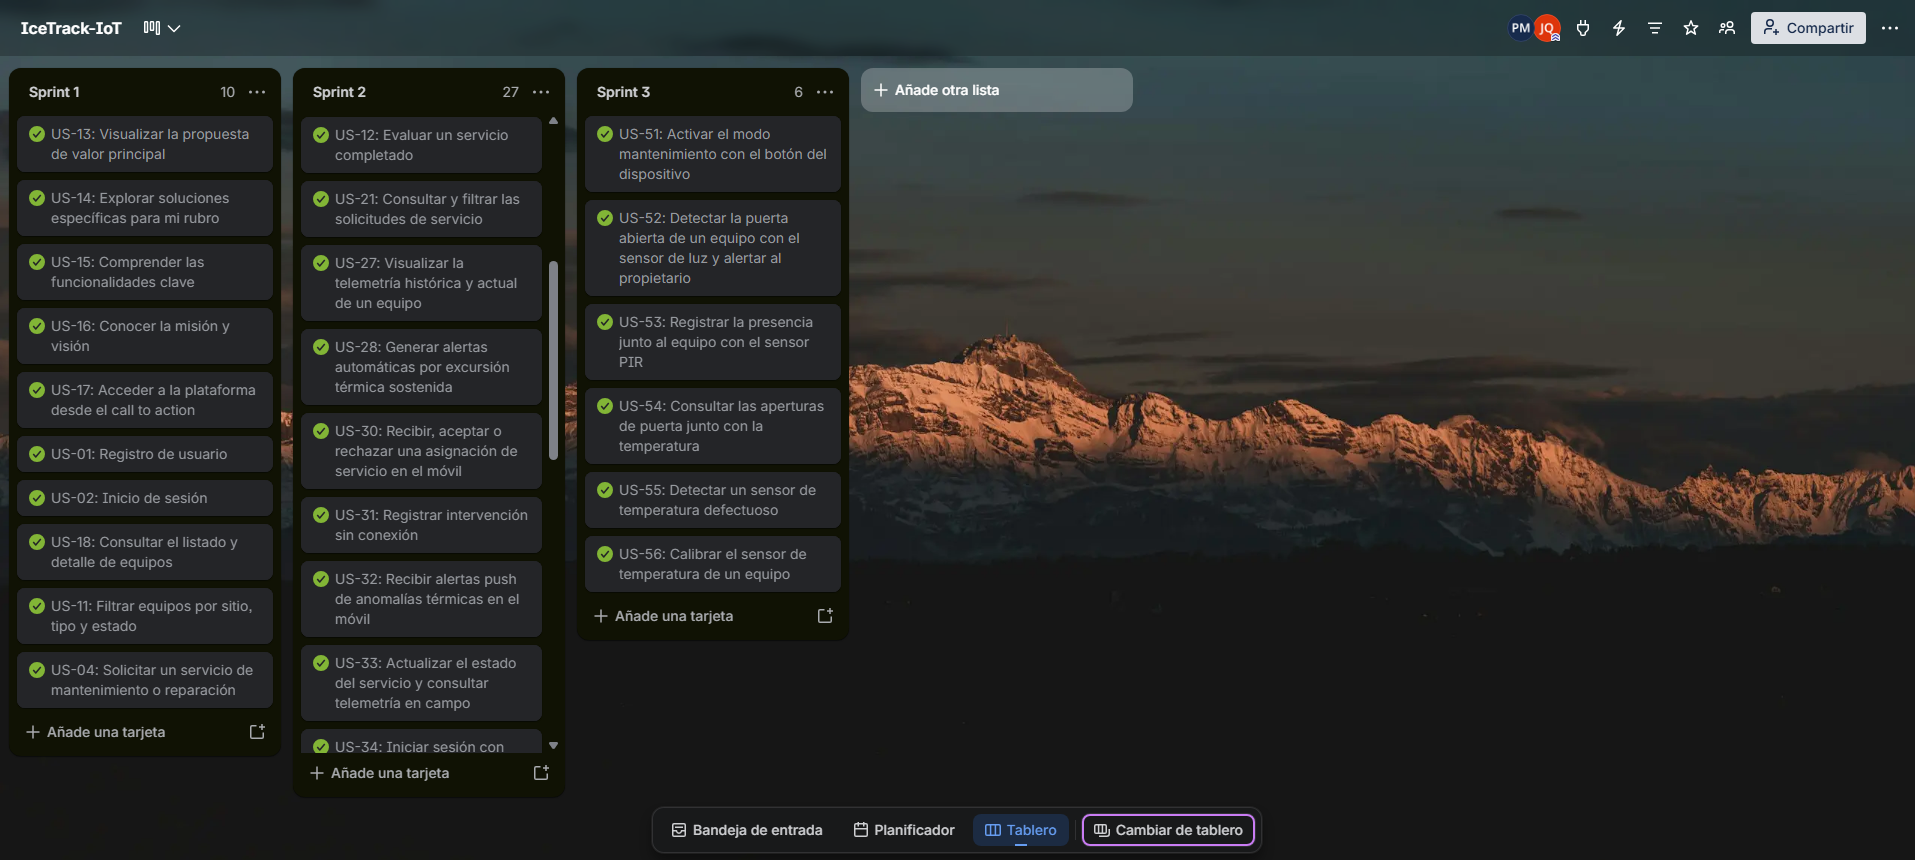 IceTrack-IoT
PM
JQ
Compartir
Sprint 1
10
US-13: Visualizar la propuesta
de valor principal
US-14: Explorar soluciones
específicas para mi rubro
US-15: Comprender las
funcionalidades clave
US-16: Conocer la misión y
visión
US-17: Acceder a la plataforma
desde el call to action
US-01: Registro de usuario
US-02: Inicio de sesión
US-18: Consultar el listado y
detalle de equipos
US-11: Filtrar equipos por sitio,
tipo y estado
US-04: Solicitar un servicio de
mantenimiento o reparación
Añade una tarjeta
Sprint 2
27
US-12: Evaluar un servicio
completado
US-21: Consultar y filtrar las
solicitudes de servicio
US-27: Visualizar la
telemetría histórica y actual
de un equipo
US-28: Generar alertas
automáticas por excursión
térmica sostenida
US-30: Recibir, aceptar o
rechazar una asignación de
servicio en el móvil
US-31: Registrar intervención
sin conexión
US-32: Recibir alertas push
de anomalías térmicas en el
móvil
US-33: Actualizar el estado
del servicio y consultar
telemetría en campo
US-34: Iniciar sesión con
Añade una tarjeta
Sprint 3
6
US-51: Activar el modo
mantenimiento con el botón del
dispositivo
US-52: Detectar la puerta
abierta de un equipo con el
sensor de luz y alertar al
propietario
US-53: Registrar la presencia
junto al equipo con el sensor
PIR
US-54: Consultar las aperturas
de puerta junto con la
temperatura
US-55: Detectar un sensor de
temperatura defectuoso
US-56: Calibrar el sensor de
temperatura de un equipo
Añade una tarjeta
Añade otra lista
Bandeja de entrada
Planificador
Tablero
Cambiar de tablero